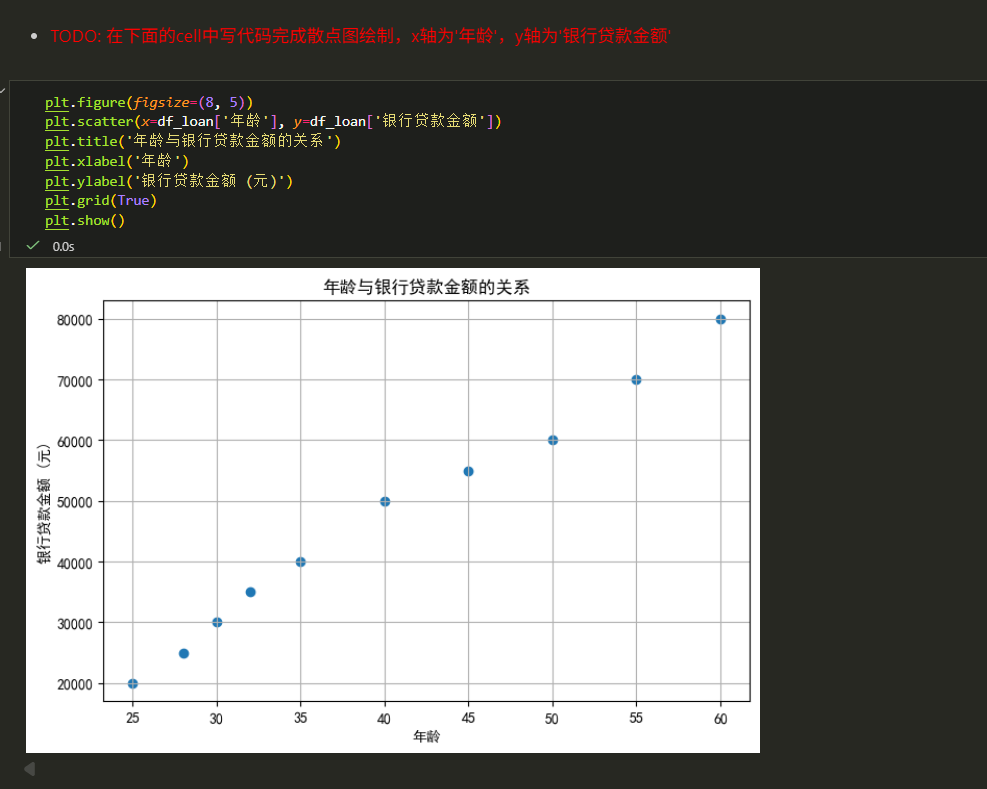 TODO: 在下面的cell中写代码完成散点图绘制，x轴为'年龄'，y轴为'银行贷款金额'
plt.figure(figsize=(8, 5))
plt.scatter(x=df_loan['年龄'], y=df_loan['银行贷款金额'])
plt.title('年龄与银行贷款金额的关系')
plt.xlabel('年龄')
plt.ylabel('银行贷款金额 (元)')
plt.grid(True)
plt.show()
0.0s
年龄与银行贷款金额的关系
80000
70000
60000
50000
40000
30000
20000
银行贷款金额 (元)
25 30 35 40 45 50 55 60
年龄